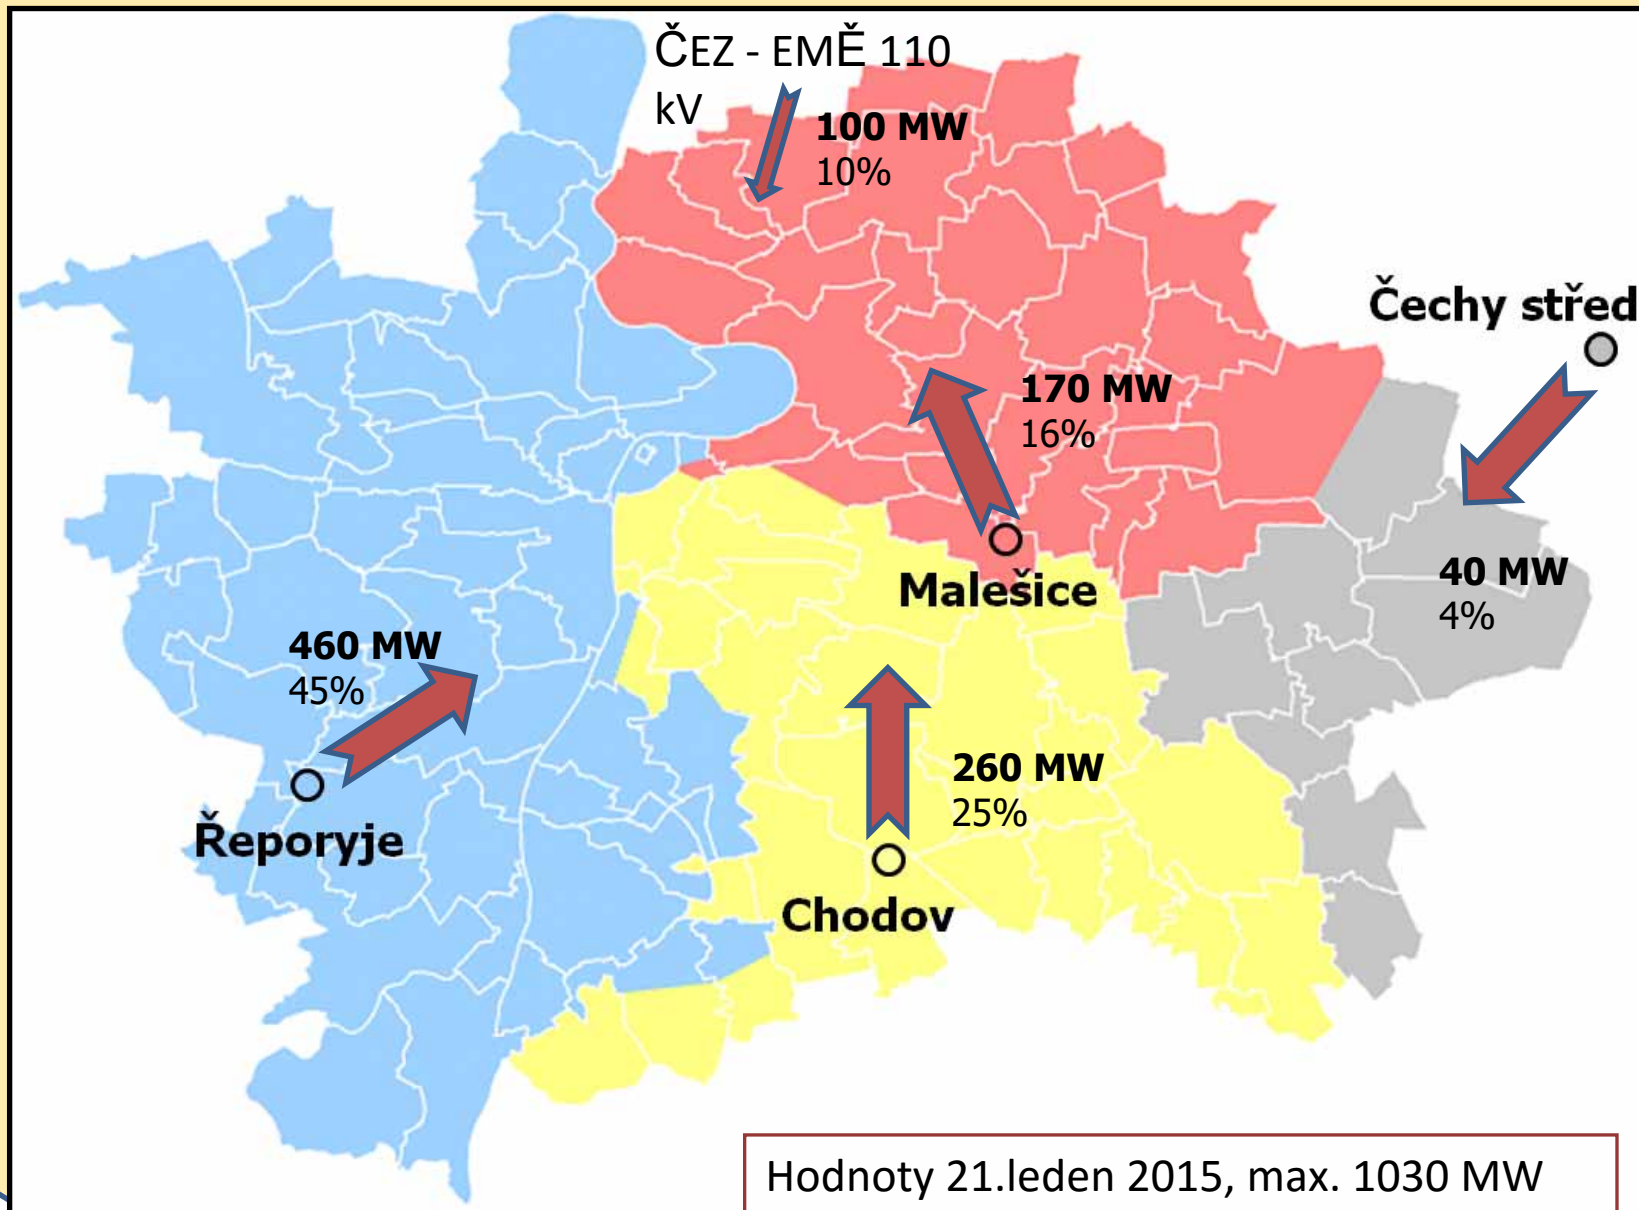 ČEZ - EMĚ 110
kV
100 MW
10%
Čechy střed
170 MW
16%
Malešice
40 MW
4%
460 MW
45%
Řeporyje
260 MW
25%
Chodov
Hodnoty 21.leden 2015, max. 1030 MW